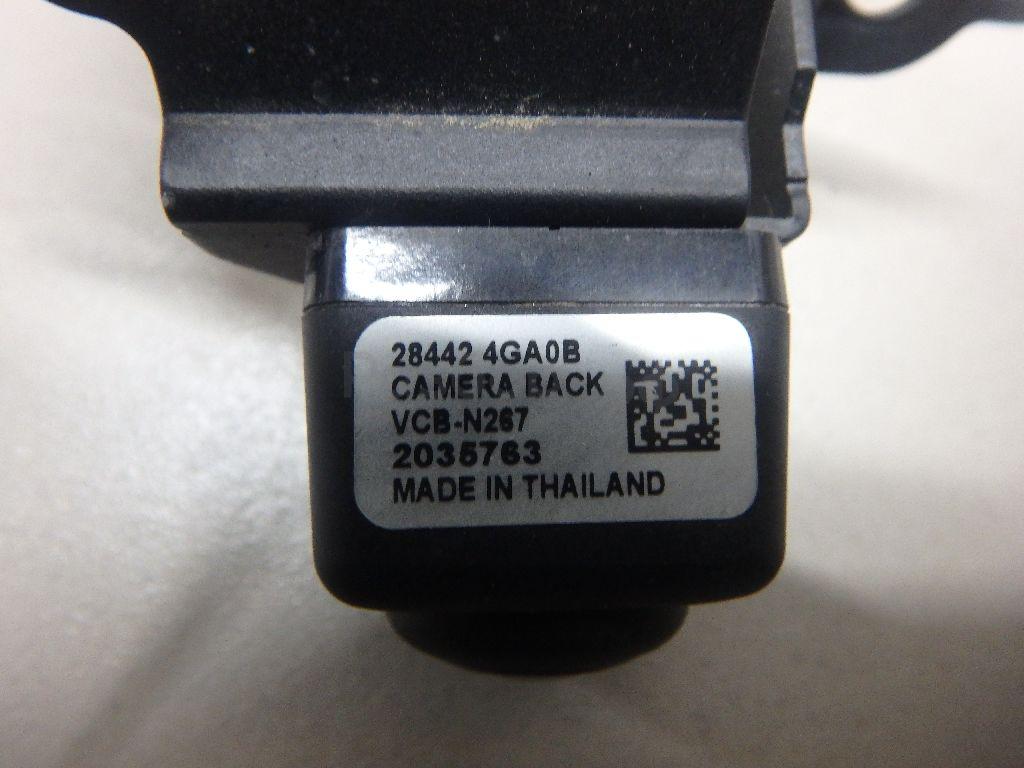 28442 4GA0B
CAMERA BACK
VCB-N267
2035763
MADE IN THAILAND